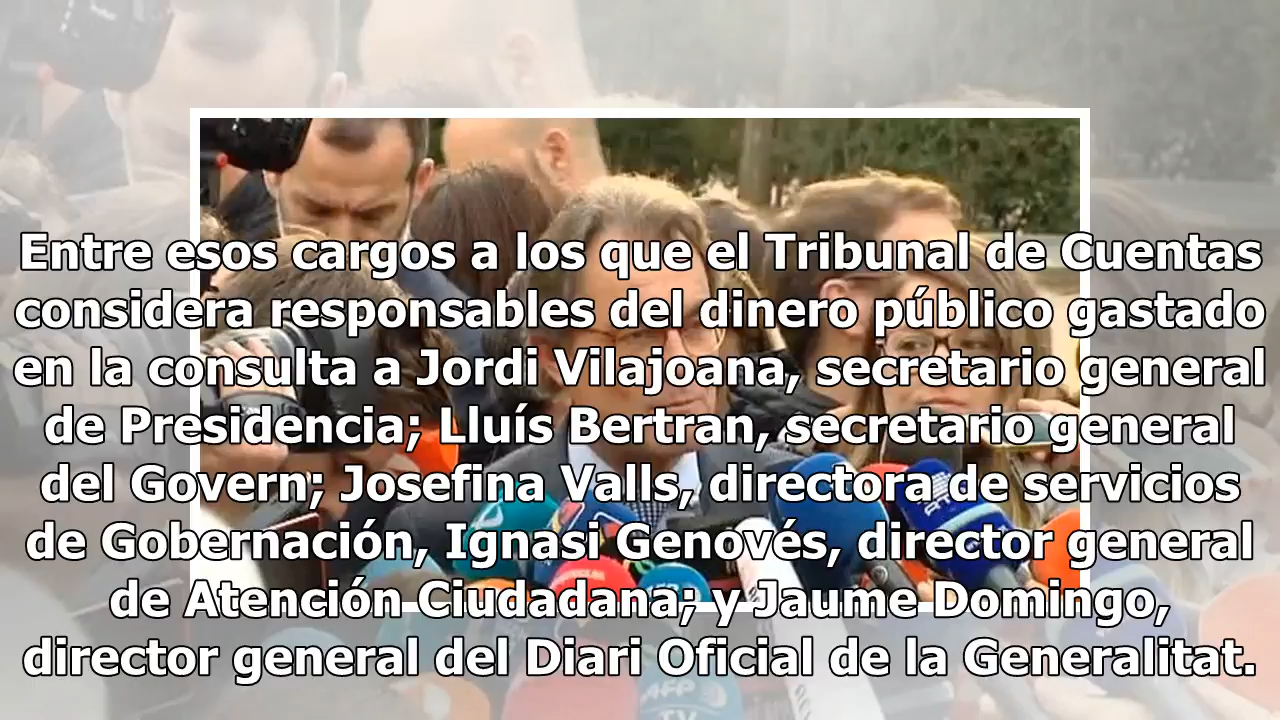 Entre esos cargos a los que el Tribunal de Cuentas
considera responsables del dinero público gastado
en la consulta a Jordi Vilajoana, secretario general
de Presidencia; Lluís Bertran, secretario general
del Govern; Josefina Valls, directora de servicios
de Gobernación, Ignasi Genovés, director general
de Atención Ciudadana; y Jaume Domingo,
director general del Diari Oficial de la Generalitat.
AFP
TV